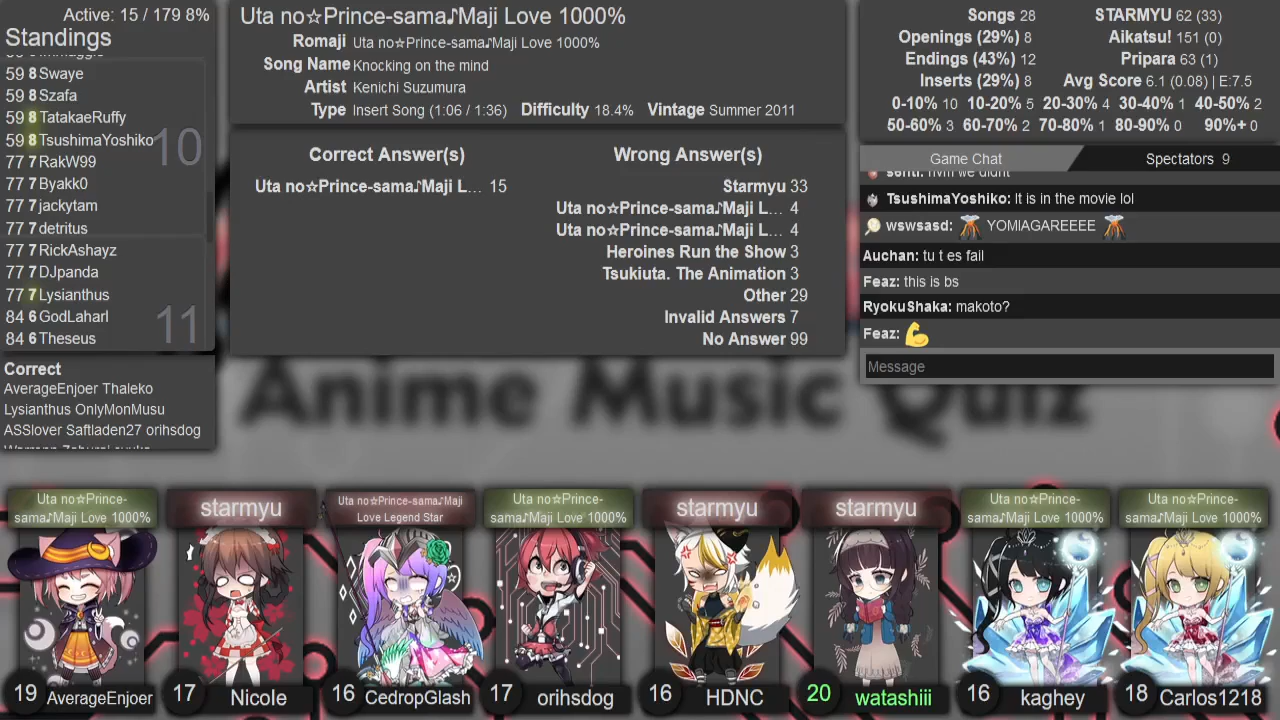 Active: 15 / 179 8%
Standings
59 8 Swaye
59 8 Szafa
59 8 TatakaeRuffy
59 8 TsushimaYoshiko
10
77 7 RakW99
77 7 Byakk0
77 7 jackytam
77 7 detritus
77 7 RickAshayz
77 7 DJpanda
77 7 Lysianthus
84 6 GodLaharl
11
84 6 Theseus
Correct
AverageEnjoer Thaleko
Lysianthus OnlyMonMusu
ASSlover Saftladen27 orihsdog
Uta no☆Prince-sama♪Maji Love 1000%
Romaji Uta no☆Prince-sama♪Maji Love 1000%
Song Name Knocking on the mind
Artist Kenichi Suzumura
Type Insert Song (1:06 / 1:36) Difficulty 18.4% Vintage Summer 2011
Correct Answer(s)
Uta no☆Prince-sama♪Maji L... 15
Wrong Answer(s)
Starmyu 33
Uta no☆Prince-sama♪Maji L... 4
Uta no☆Prince-sama♪Maji L... 4
Heroines Run the Show 3
Tsukiuta. The Animation 3
Other 29
Invalid Answers 7
No Answer 99
Songs 28 STARMYU 62 (33)
Openings (29%) 8 Aikatsu! 151 (0)
Endings (43%) 12 Pripara 63 (1)
Inserts (29%) 8 Avg Score 6.1 (0.08) | E:7.5
0-10% 10 10-20% 5 20-30% 4 30-40% 1 40-50% 2
50-60% 3 60-70% 2 70-80% 1 80-90% 0 90%+ 0
Game Chat Spectators 9
TsushimaYoshiko: It is in the movie lol
wswsasd: YOMIAGAREEEE
Auchan: tu t es fail
Feaz: this is bs
RyokuShaka: makoto?
Feaz:
Message
Anime Music Quiz
Uta no☆Prince-
sama♪Maji Love 1000%
starmyu
Uta no☆Prince-sama♪Maji
Love Legend Star
Uta no☆Prince-
sama♪Maji Love 1000%
starmyu
starmyu
Uta no☆Prince-
sama♪Maji Love 1000%
Uta no☆Prince-
sama♪Maji Love 1000%
19 AverageEnjoer
17 Nicole
16 CedropGlash
17 orihsdog
16 HDNC
20 watashiii
16 kaghey
18 Carlos1218